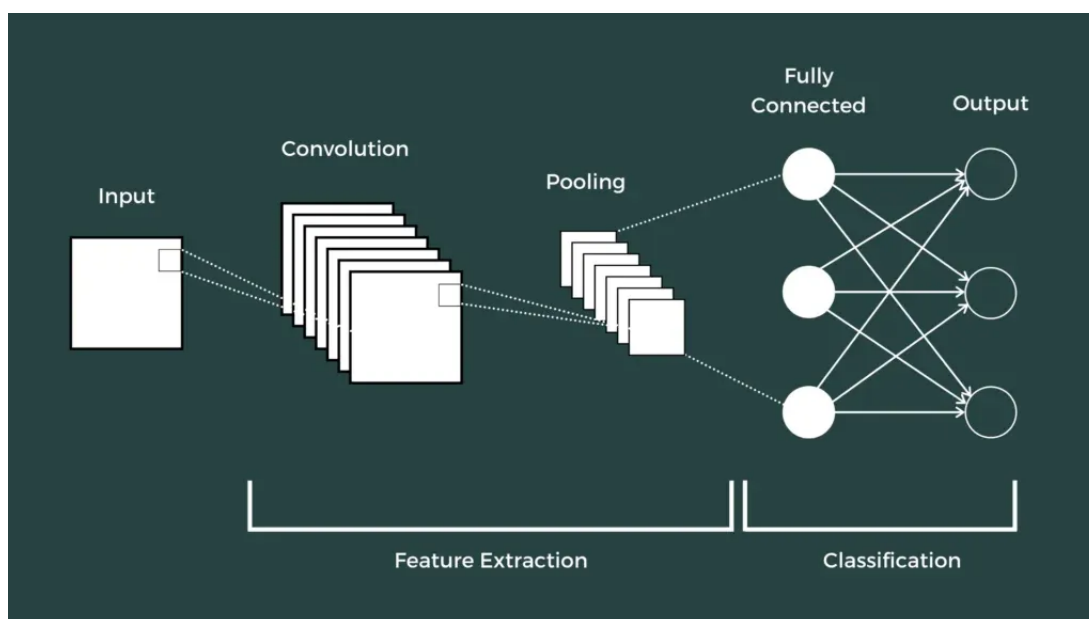 Input
Convolution
Pooling
Fully
Connected
Output
Feature Extraction
Classification